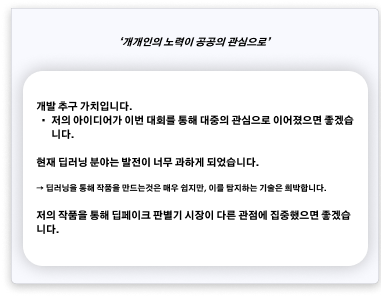 ‘개개인의 노력이 공공의 관심으로’
개발 추구 가치입니다.
• 저의 아이디어가 이번 대회를 통해 대중의 관심으로 이어졌으면 좋겠습
니다.
현재 딥러닝 분야는 발전이 너무 과하게 되었습니다.
→ 딥러닝을 통해 작품을 만드는것은 매우 쉽지만, 이를 탐지하는 기술은 희박합니다.
저의 작품을 통해 딥페이크 판별기 시장이 다른 관점에 집중했으면 좋겠습
니다.